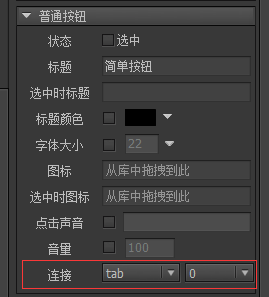 普通按钮
状态 选中
标题 简单按钮
选中时标题
标题颜色
字体大小 22
图标 从库中拖拽到此
选中时图标 从库中拖拽到此
点击声音
音量 100
连接 tab 0